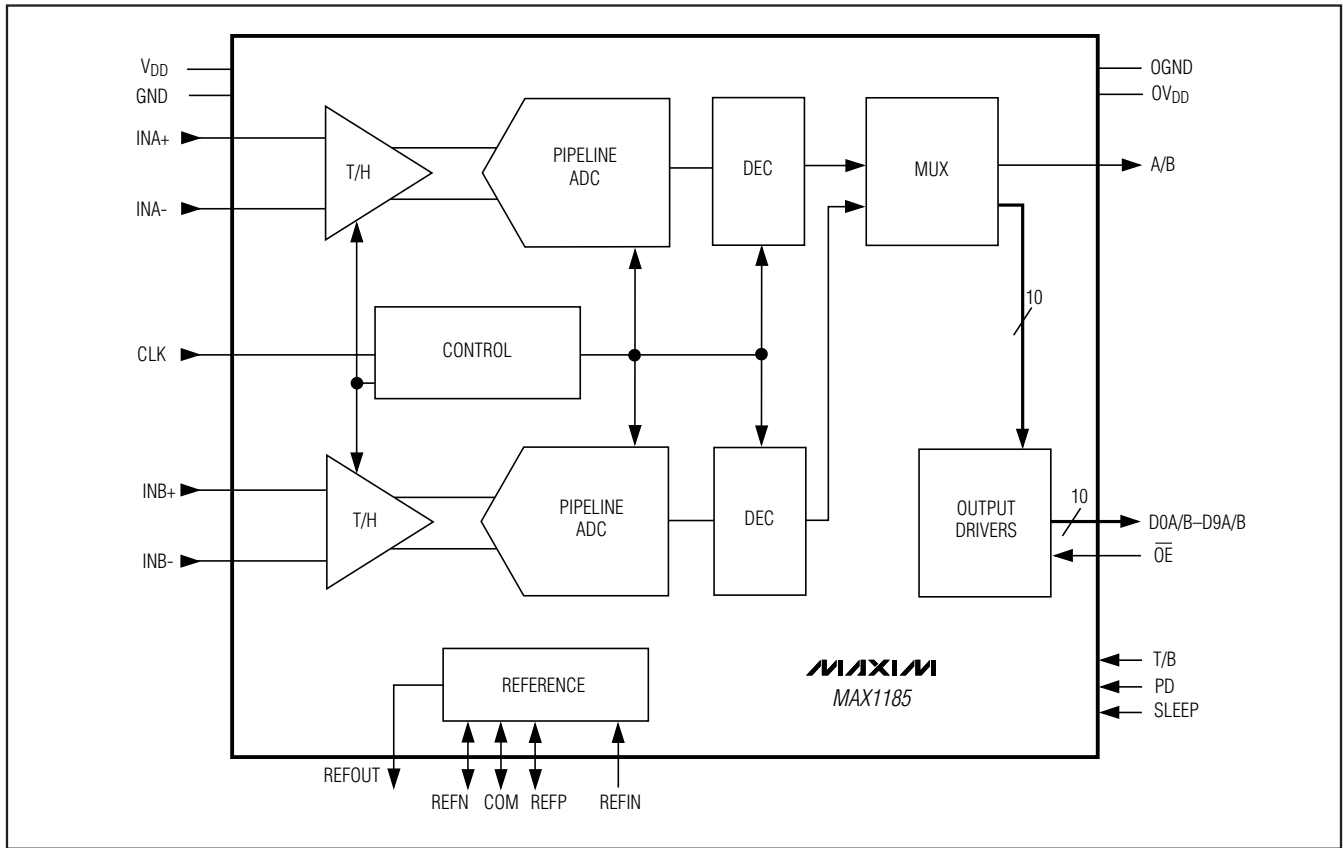 VDD
GND
INA+
INA-
CLK
INB+
INB-
T/H
PIPELINE
ADC
DEC
MUX
10
CONTROL
T/H
PIPELINE
ADC
DEC
OUTPUT
DRIVERS
10
REFERENCE
MAXIM
MAX1185
OGND
OVDD
A/B
D0A/B–D9A/B
O̅E̅
T/B
PD
SLEEP
REFOUT
REFN
COM
REFP
REFIN